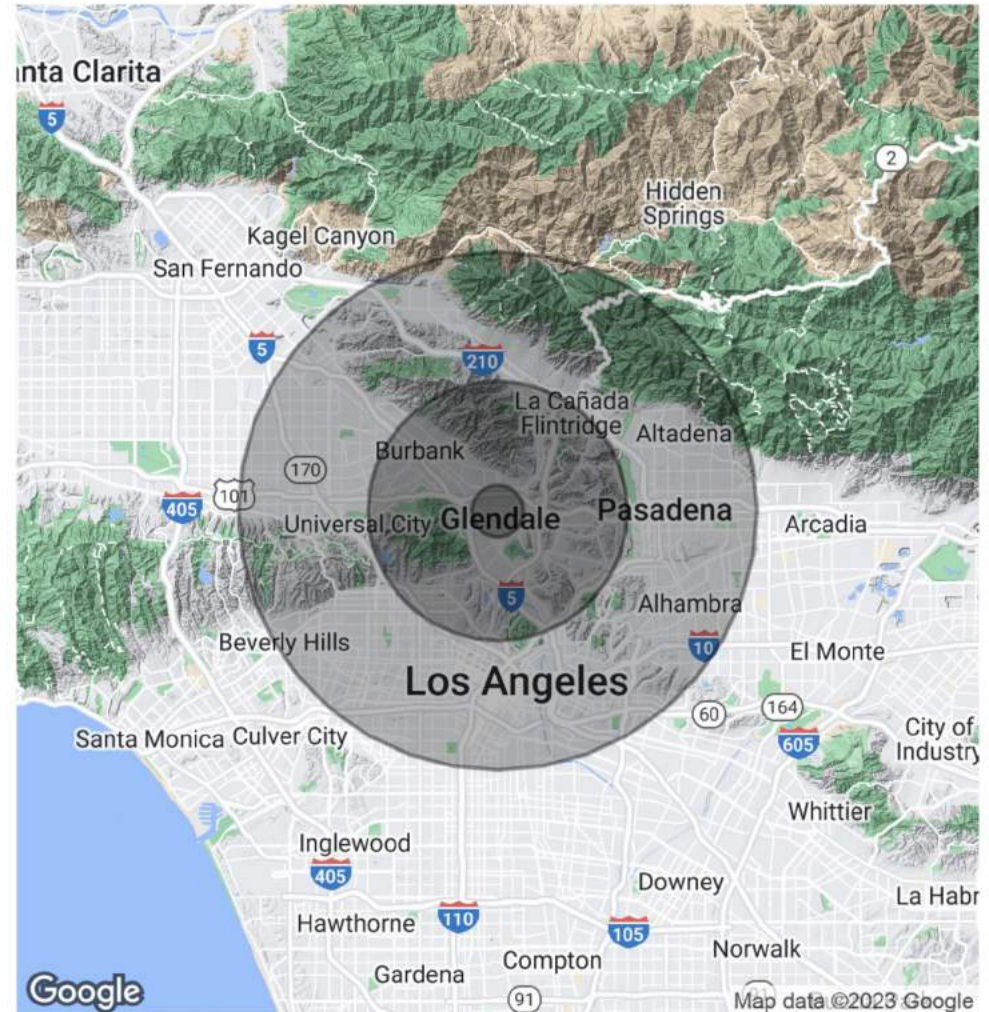 nta Clarita
5
2
Hidden
Springs
Kagel Canyon
San Fernando
5
210
La Cañada
Flintridge
Altadena
Burbank
170
101
405
Universal City
Glendale
Pasadena
Arcadia
5
Alhambra
10
Beverly Hills
El Monte
Los Angeles
60
164
605
City of
Industry
Santa Monica
Culver City
Whittier
Inglewood
405
Downey
La Habr
Hawthorne
110
105
Norwalk
Compton
Gardena
91
91
Google
Map data ©2023 Google